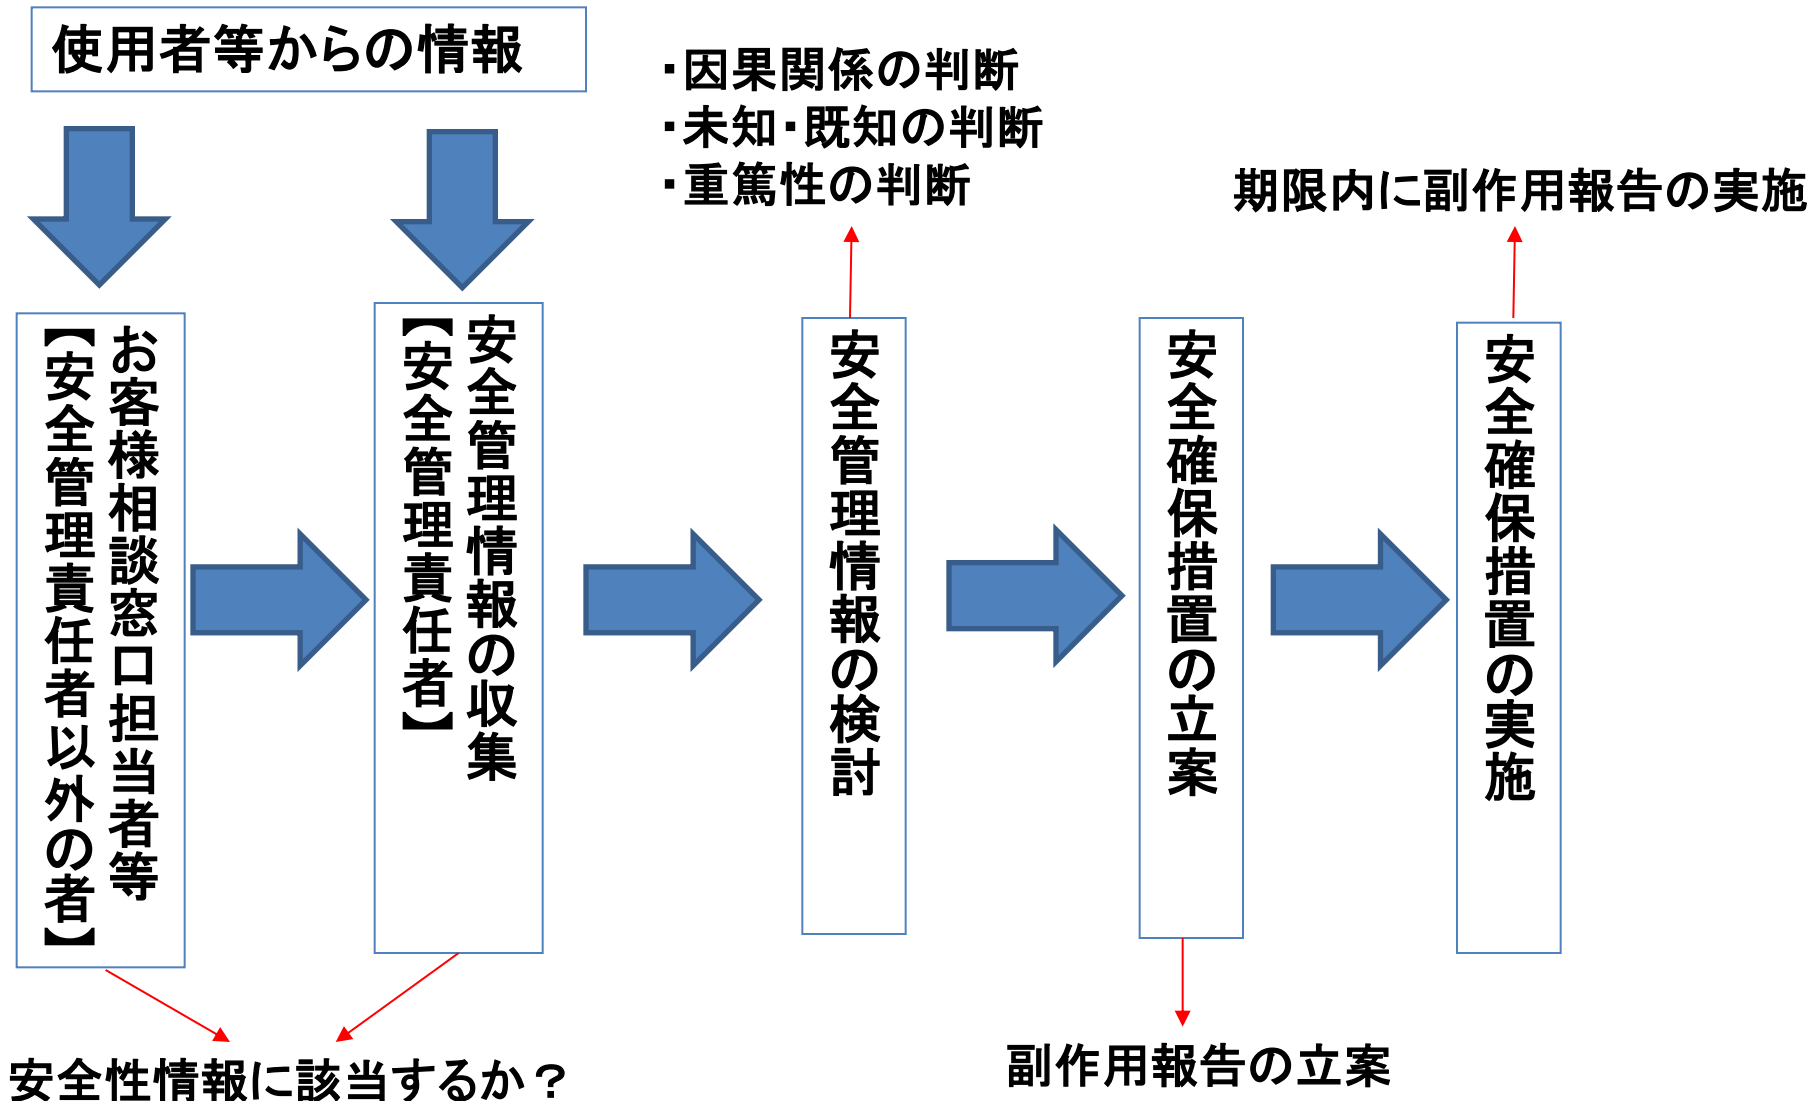 使用者等からの情報
・因果関係の判断
・未知・既知の判断
・重篤性の判断
期限内に副作用報告の実施
お客様相談窓口担当者等
【安全管理責任者以外の者】
安全管理情報の収集
【安全管理責任者】
安全管理情報の検討
安全確保措置の立案
安全確保措置の実施
安全性情報に該当するか？
副作用報告の立案